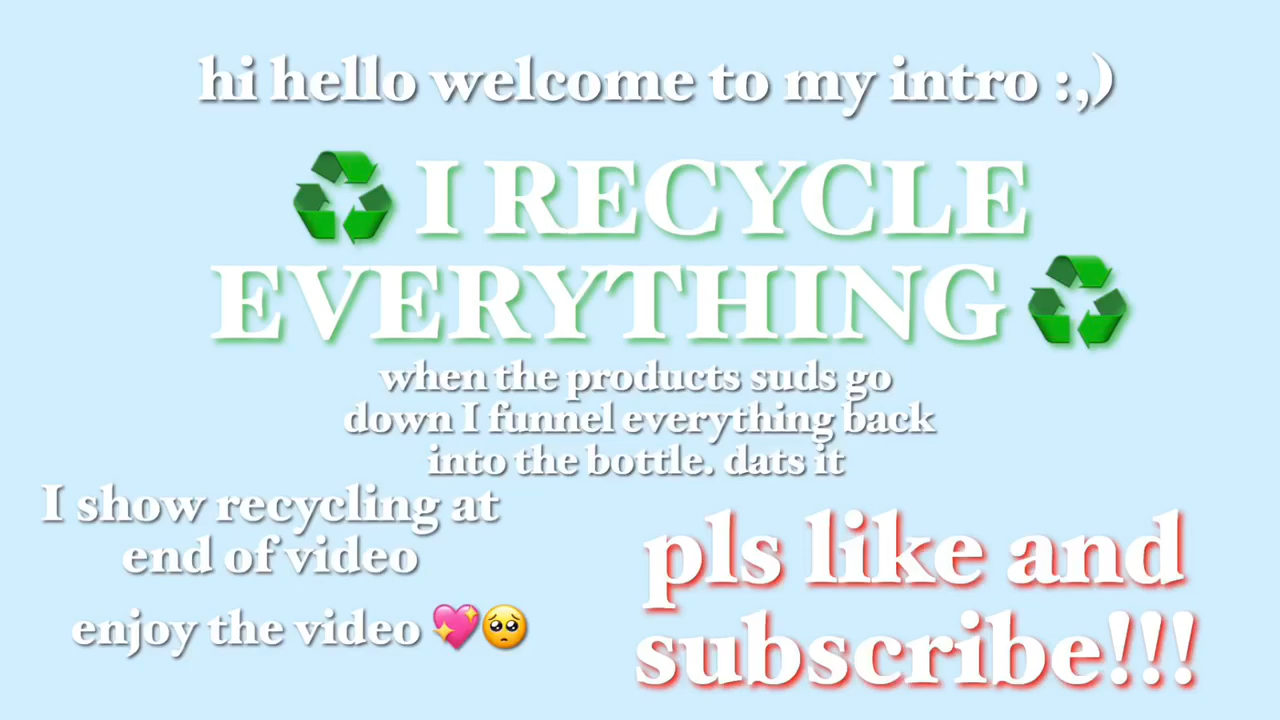 hi hello welcome to my intro :,)
♻️ I RECYCLE
EVERYTHING ♻️
when the products suds go
down I funnel everything back
into the bottle. dats it
I show recycling at
end of video
enjoy the video 💖🥺
pls like and
subscribe!!!